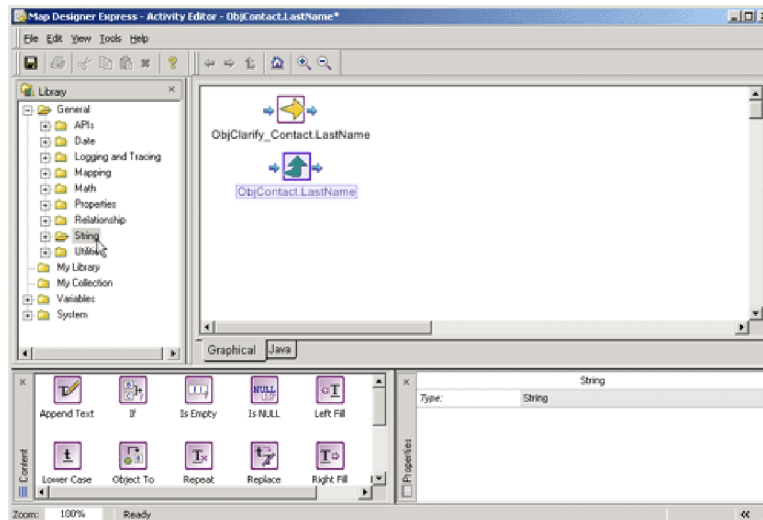 Map Designer Express - Activity Editor - ObjContact.LastName*
File Edit View Tools Help
Library
General
APIs
Date
Logging and Tracing
Mapping
Math
Properties
Relationship
String
Utilities
My Library
My Collection
Variables
System
ObjClarify_Contact.LastName
ObjContact.LastName
Graphical Java
Content
Append Text If Is Empty Is NULL Left Fill
Lower Case Object To Repeat Replace Right Fill
Properties
String
Type: String
Zoom: 100% Ready